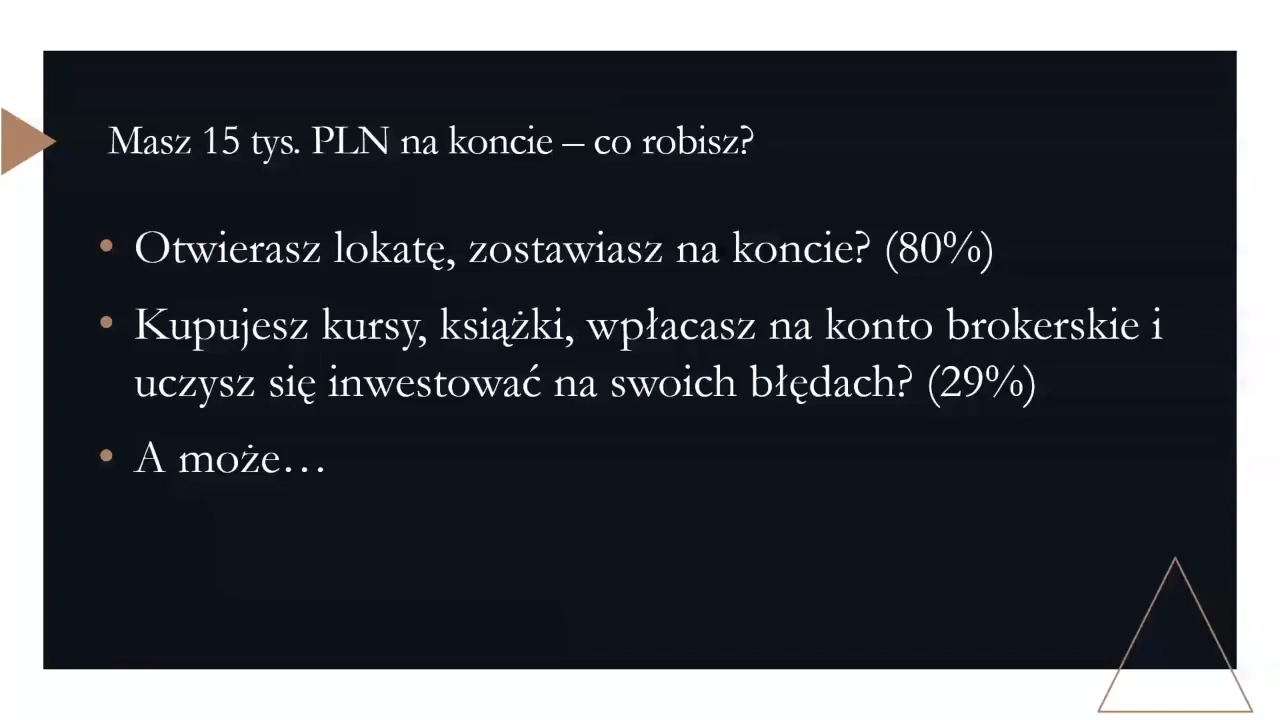 Masz 15 tys. PLN na koncie – co robisz?
• Otwierasz lokatę, zostawiasz na koncie? (80%)
• Kupujesz kursy, książki, wpłacasz na konto brokerskie i
uczysz się inwestować na swoich błędach? (29%)
• A może…